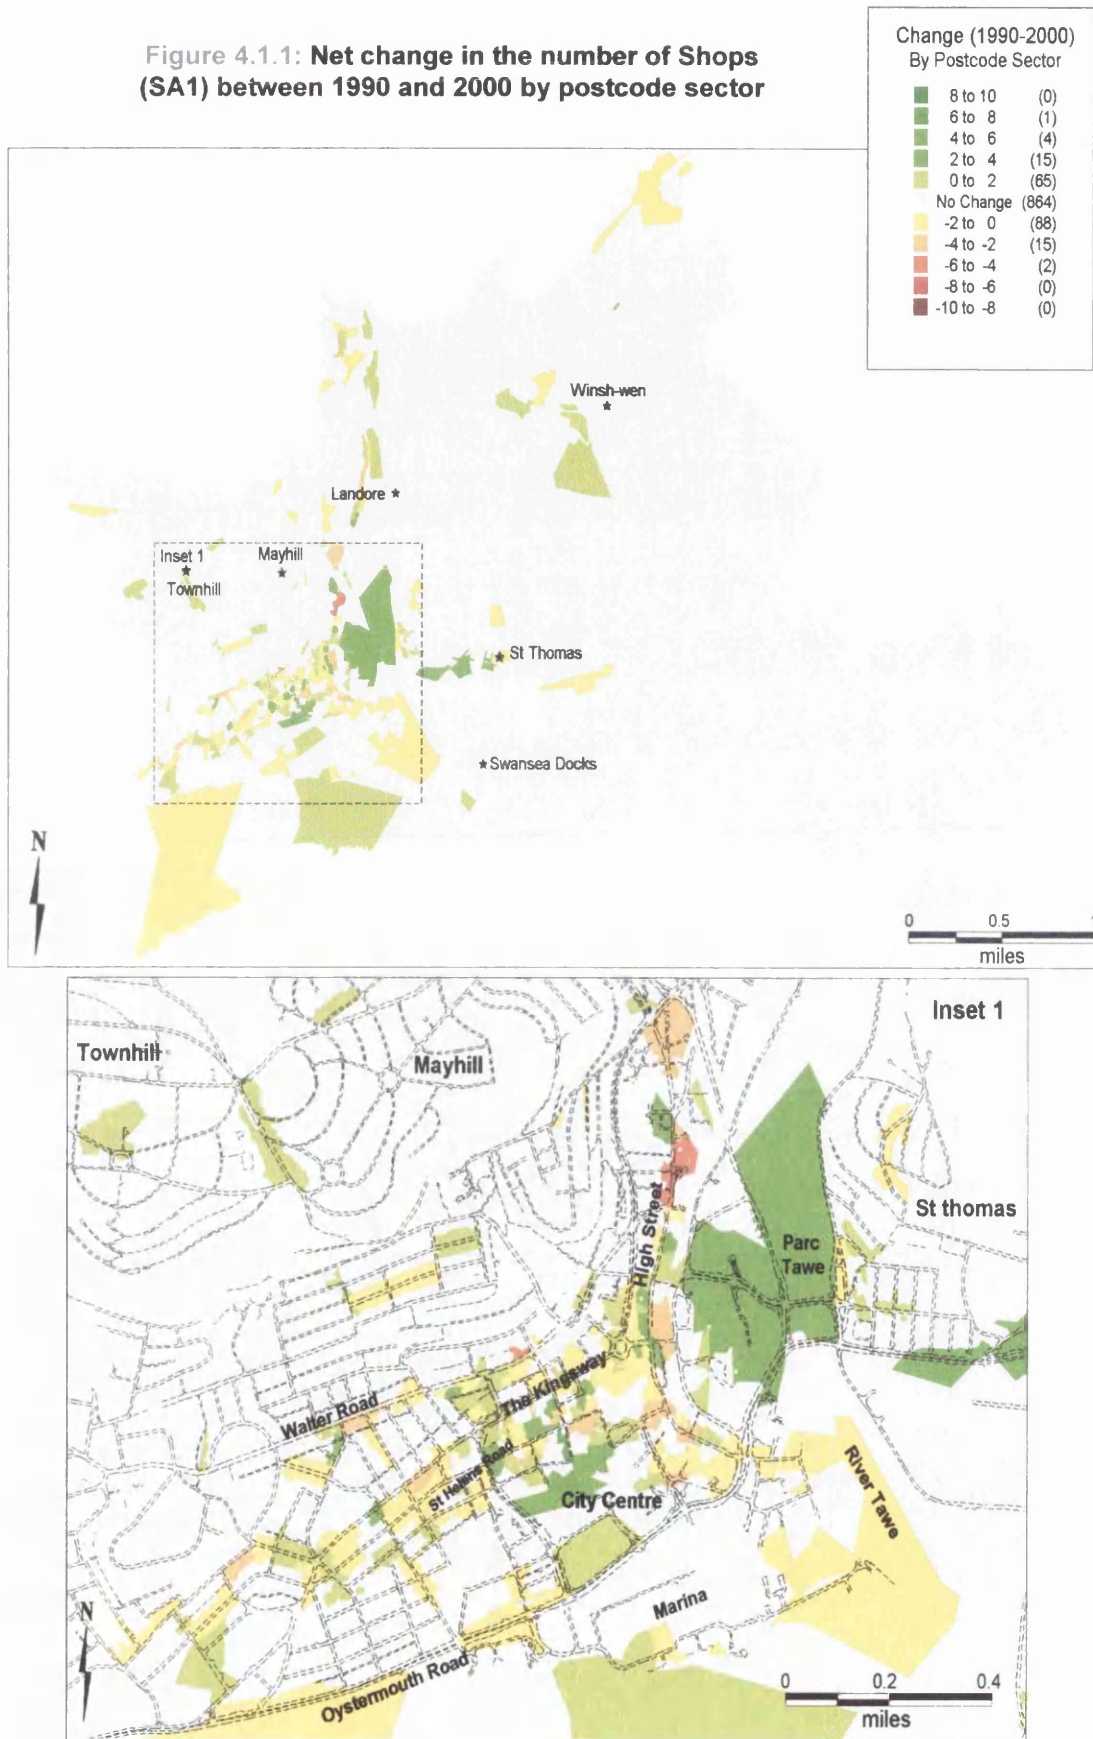 Figure 4.1.1: Net change in the number of Shops
(SA1) between 1990 and 2000 by postcode sector
Change (1990-2000)
By Postcode Sector
8 to 10 (0)
6 to 8 (1)
4 to 6 (4)
2 to 4 (15)
0 to 2 (65)
No Change (864)
-2 to 0 (88)
-4 to -2 (15)
-6 to -4 (2)
-8 to -6 (0)
-10 to -8 (0)
Winsh-wen
Landore
Inset 1
Mayhill
Townhill
St Thomas
Swansea Docks
N
0 0.5 1
miles
Inset 1
Townhill
Mayhill
High Street
St thomas
Parc
Tawe
The Kingsway
Walter Road
St Helens Road
City Centre
River Tawe
Marina
N
Oystermouth Road
0 0.2 0.4
miles